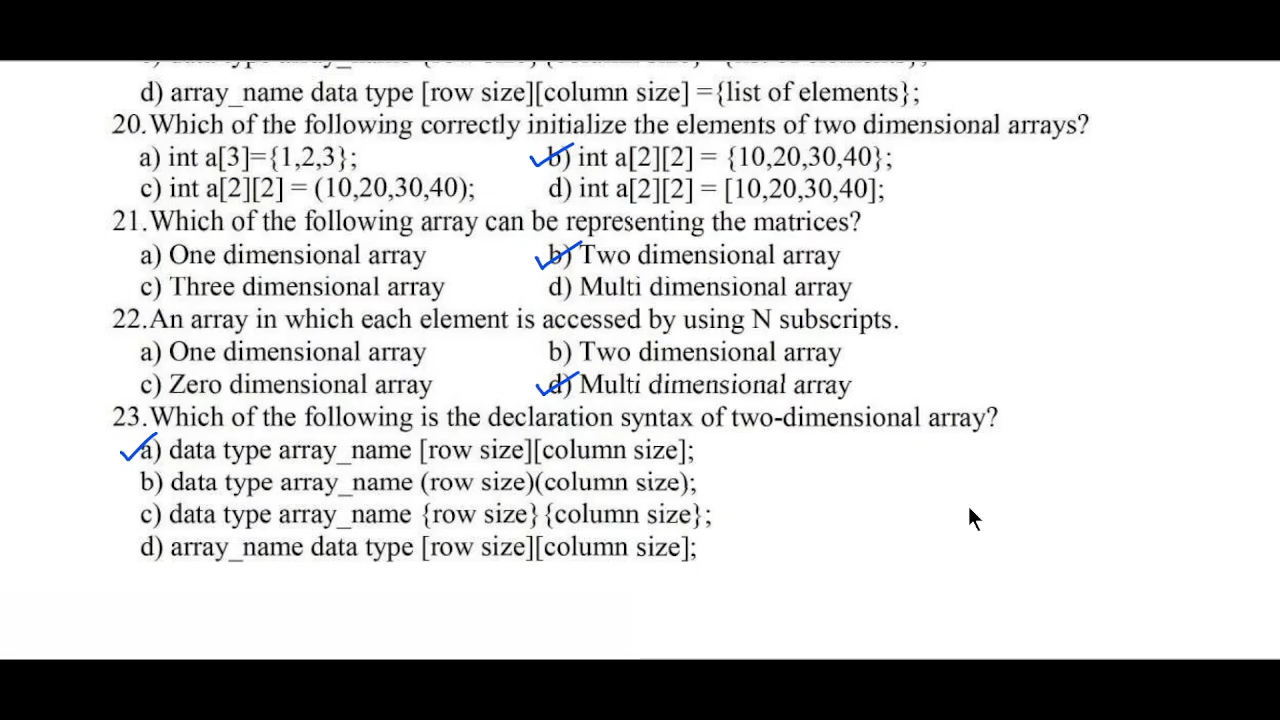 d) array_name data type [row size][column size] ={list of elements};
20.Which of the following correctly initialize the elements of two dimensional arrays?
a) int a[3]={1,2,3}; b) int a[2][2] = {10,20,30,40};
c) int a[2][2] = (10,20,30,40); d) int a[2][2] = [10,20,30,40];
21.Which of the following array can be representing the matrices?
a) One dimensional array b) Two dimensional array
c) Three dimensional array d) Multi dimensional array
22.An array in which each element is accessed by using N subscripts.
a) One dimensional array b) Two dimensional array
c) Zero dimensional array d) Multi dimensional array
23.Which of the following is the declaration syntax of two-dimensional array?
a) data type array_name [row size][column size];
b) data type array_name (row size)(column size);
c) data type array_name {row size}{column size};
d) array_name data type [row size][column size];